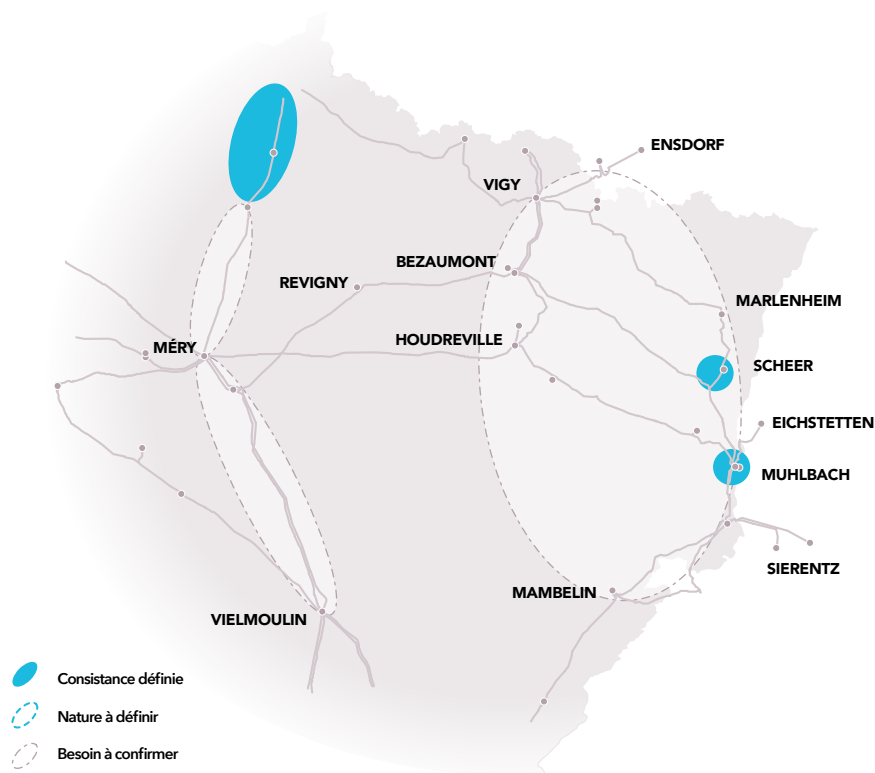 ENSDORF
VIGY
BEZAUMONT
REVIGNY
MARLENHEIM
HOUDREVILLE
MÉRY
SCHEER
EICHSTETTEN
MUHLBACH
SIERENTZ
MAMBELIN
VIELMOULIN
Consistance définie
Nature à définir
Besoin à confirmer